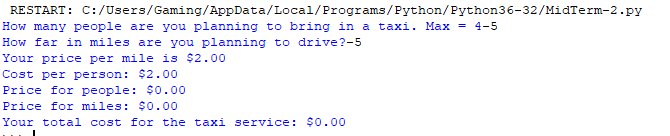 RESTART: C:/Users/Gaming/AppData/Local/Programs/Python/Python36-32/MidTerm-2.py
How many people are you planning to bring in a taxi. Max = 4-5
How far in miles are you planning to drive?-5
Your price per mile is $2.00
Cost per person: $2.00
Price for people: $0.00
Price for miles: $0.00
Your total cost for the taxi service: $0.00